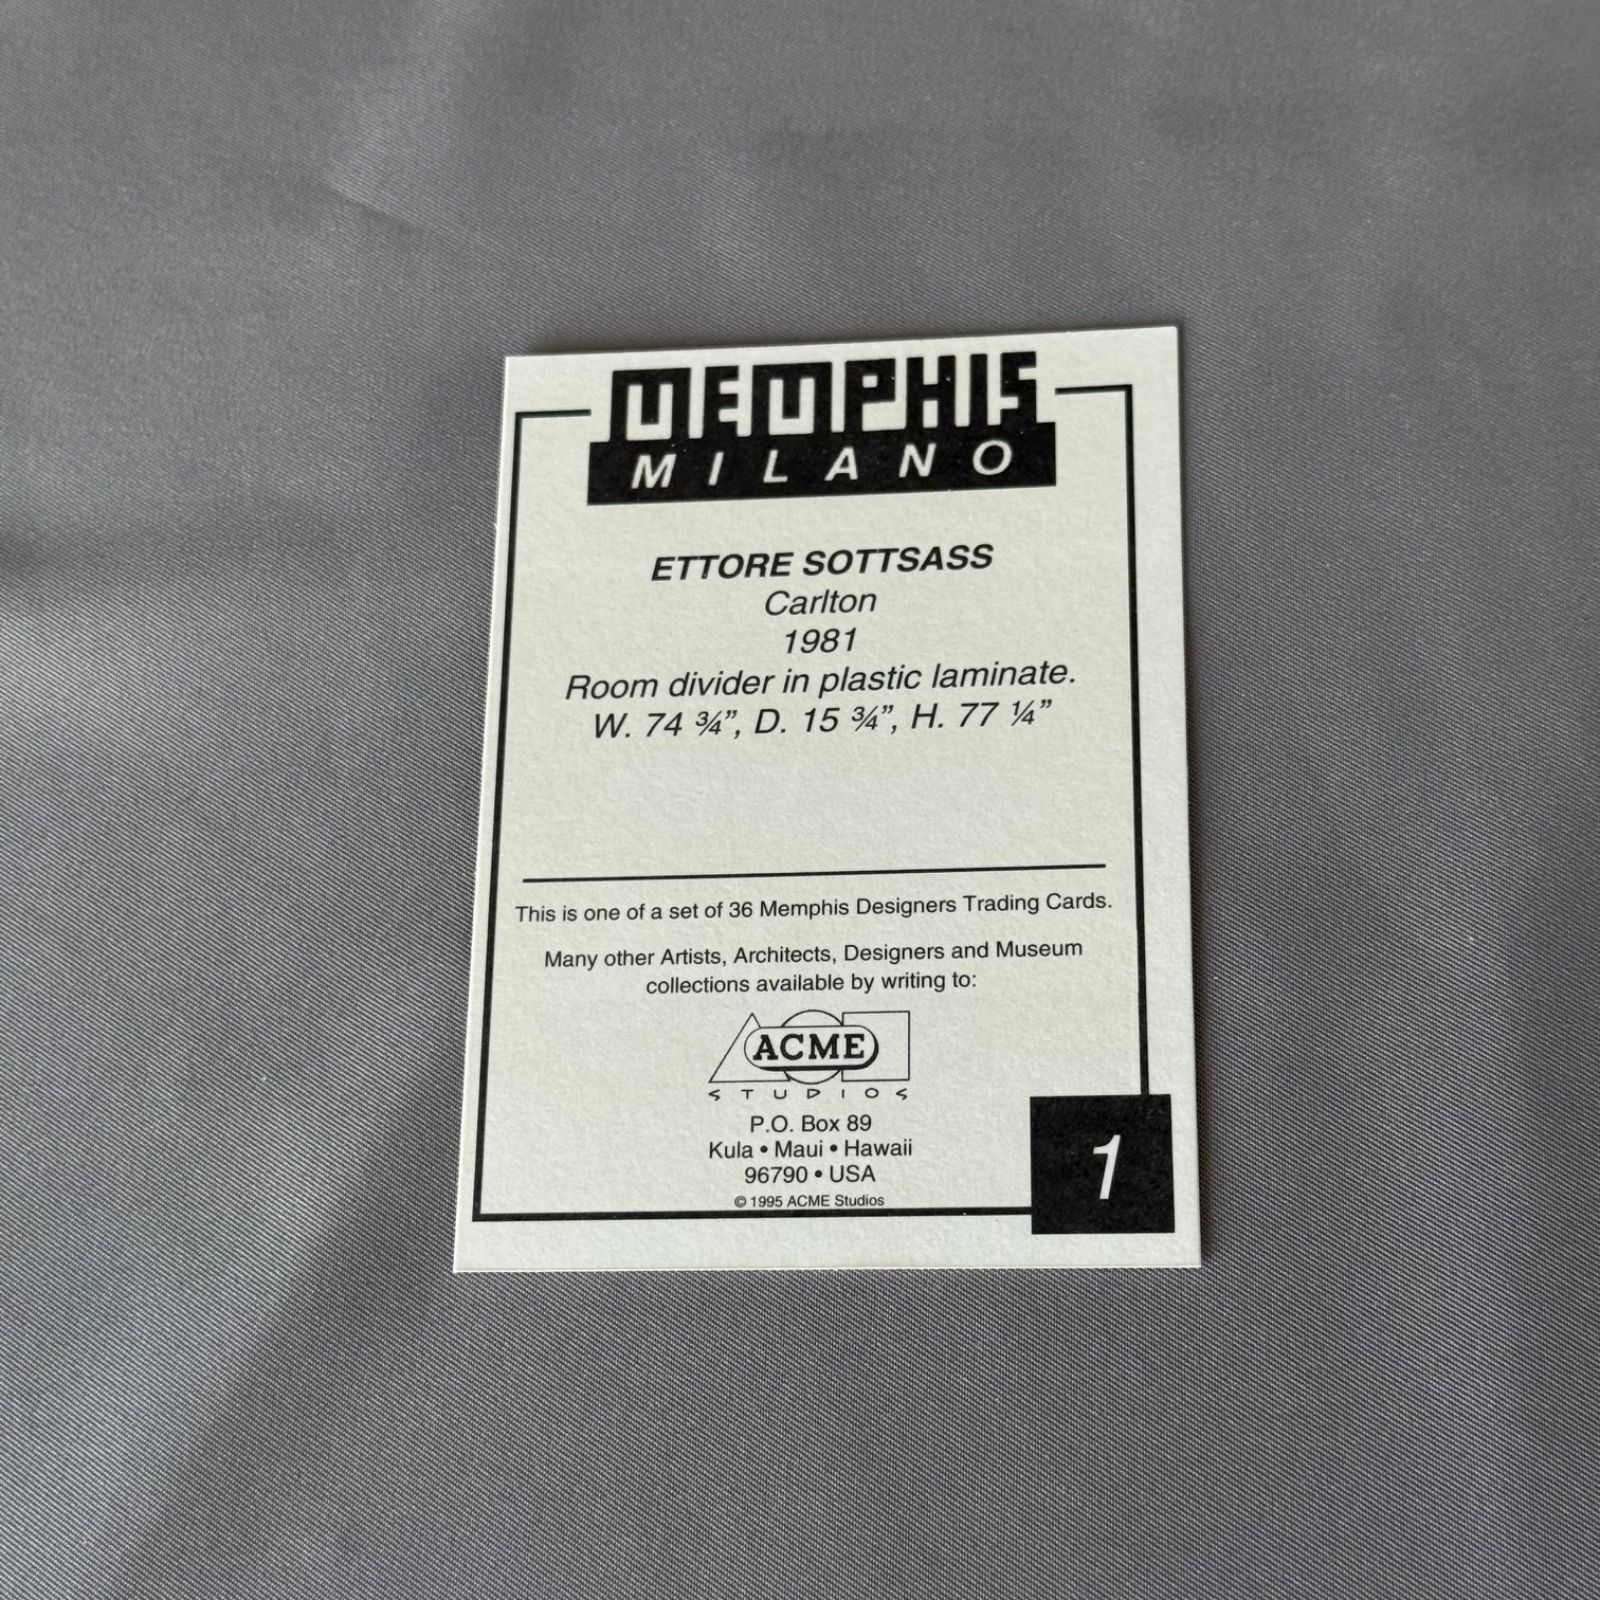 MEMPHIS
MILANO
ETTORE SOTTSASS
Carlton
1981
Room divider in plastic laminate.
W. 74 ¾”, D. 15 ¾”, H. 77 ¼”
This is one of a set of 36 Memphis Designers Trading Cards.
Many other Artists, Architects, Designers and Museum
collections available by writing to:
ACME
STUDIOS
P.O. Box 89
Kula • Maui • Hawaii
96790 • USA
© 1995 ACME Studios
1